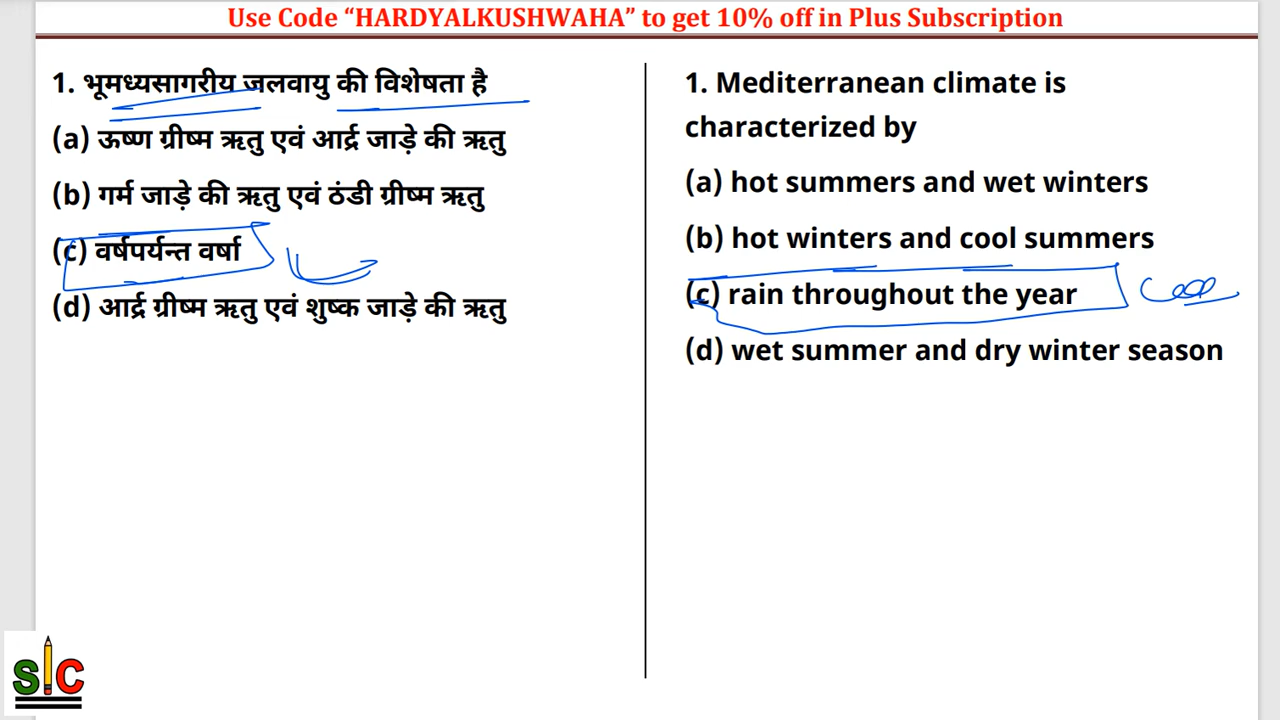 Use Code “HARDYALKUSHWAHA” to get 10% off in Plus Subscription
1. भूमध्यसागरीय जलवायु की विशेषता है
(a) ऊष्ण ग्रीष्म ऋतु एवं आर्द्र जाड़े की ऋतु
(b) गर्म जाड़े की ऋतु एवं ठंडी ग्रीष्म ऋतु
(c) वर्षपर्यन्त वर्षा
(d) आर्द्र ग्रीष्म ऋतु एवं शुष्क जाड़े की ऋतु
1. Mediterranean climate is
characterized by
(a) hot summers and wet winters
(b) hot winters and cool summers
(c) rain throughout the year
(d) wet summer and dry winter season
SIC